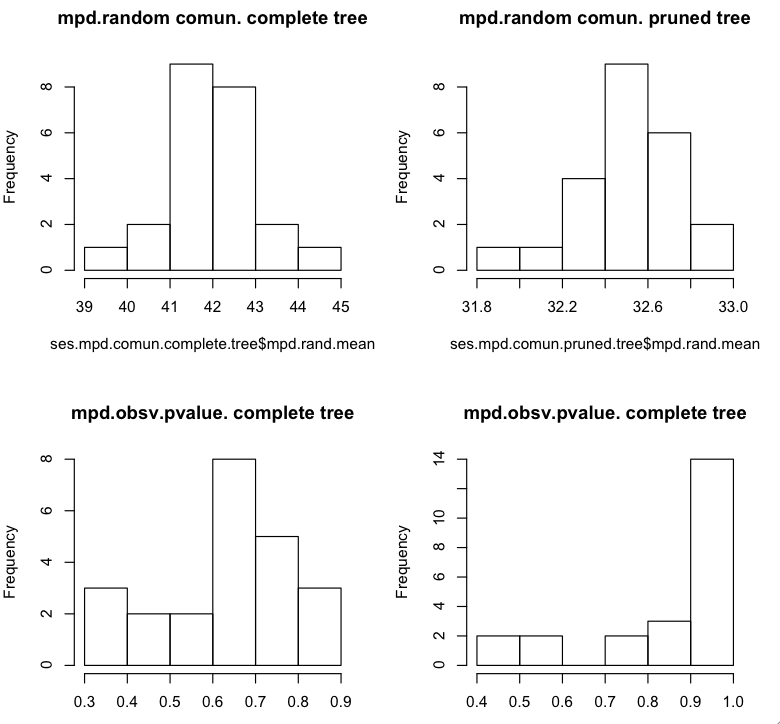 mpd.random comun. complete tree
Frequency
0 2 4 6 8
39 40 41 42 43 44 45
ses.mpd.comun.complete.tree$mpd.rand.mean
mpd.random comun. pruned tree
Frequency
0 2 4 6 8
31.8 32.2 32.6 33.0
ses.mpd.comun.pruned.tree$mpd.rand.mean
mpd.obsv.pvalue. complete tree
Frequency
0 2 4 6 8
0.3 0.4 0.5 0.6 0.7 0.8 0.9
mpd.obsv.pvalue. complete tree
Frequency
0 2 4 6 8 10 14
0.4 0.5 0.6 0.7 0.8 0.9 1.0